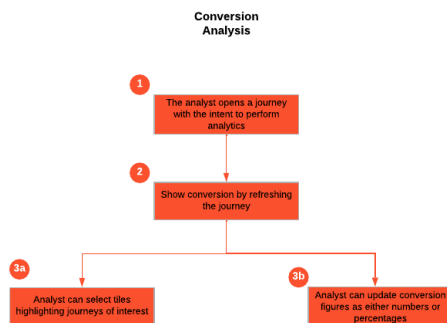 Conversion
Analysis
1
The analyst opens a journey
with the intent to perform
analytics
2
Show conversion by refreshing
the journey
3a
Analyst can select tiles
highlighting journeys of interest
3b
Analyst can update conversion
figures as either numbers or
percentages